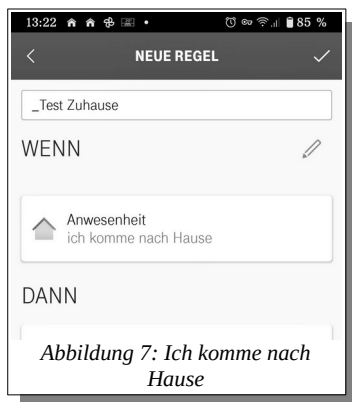 13:22 85 %
NEUE REGEL
_Test Zuhause
WENN
Anwesenheit
ich komme nach Hause
DANN
Abbildung 7: Ich komme nach
Hause